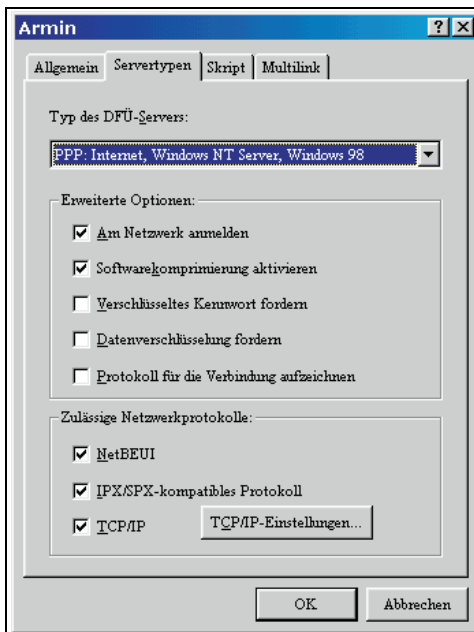 Armin
Allgemein Servertypen Skript Multilink
Typ des DFÜ-Servers:
PPP: Internet, Windows NT Server, Windows 98
Erweiterte Optionen:
Am Netzwerk anmelden
Softwarekomprimierung aktivieren
Verschlüsseltes Kennwort fordern
Datenverschlüsselung fordern
Protokoll für die Verbindung aufzeichnen
Zulässige Netzwerkprotokolle:
NetBEUI
IPX/SPX-kompatibles Protokoll
TCP/IP TCP/IP-Einstellungen...
OK Abbrechen